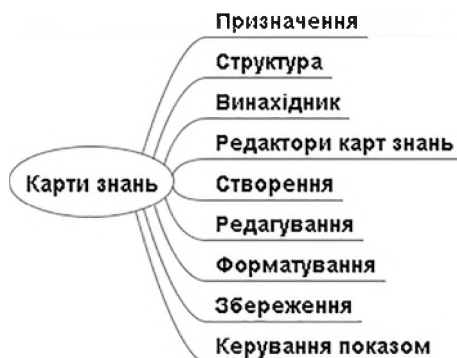 Призначення
Структура
Винахідник
Редактори карт знань
Карти знань
Створення
Редагування
Форматування
Збереження
Керування показом